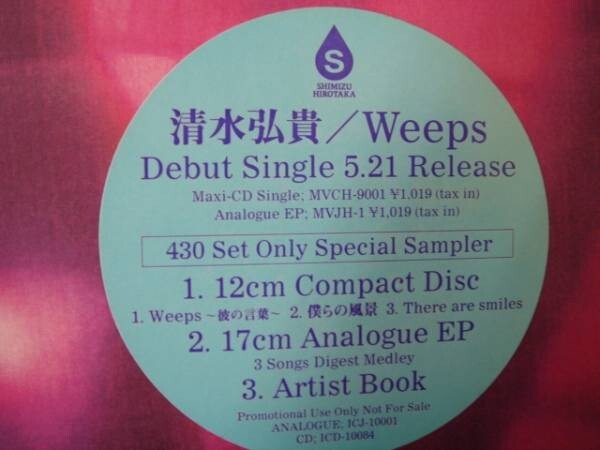 S
SHIMIZU
HIROTAKA
清水弘貴／Weeps
Debut Single 5.21 Release
Maxi-CD Single; MVCH-9001 ¥1,019 (tax in)
Analogue EP; MVJH-1 ¥1,019 (tax in)
430 Set Only Special Sampler
1. 12cm Compact Disc
1. Weeps ～彼の言葉～ 2. 僕らの風景 3. There are smiles
2. 17cm Analogue EP
3 Songs Digest Medley
3. Artist Book
Promotional Use Only Not For Sale
ANALOGUE; ICJ-10001
CD; ICD-10084